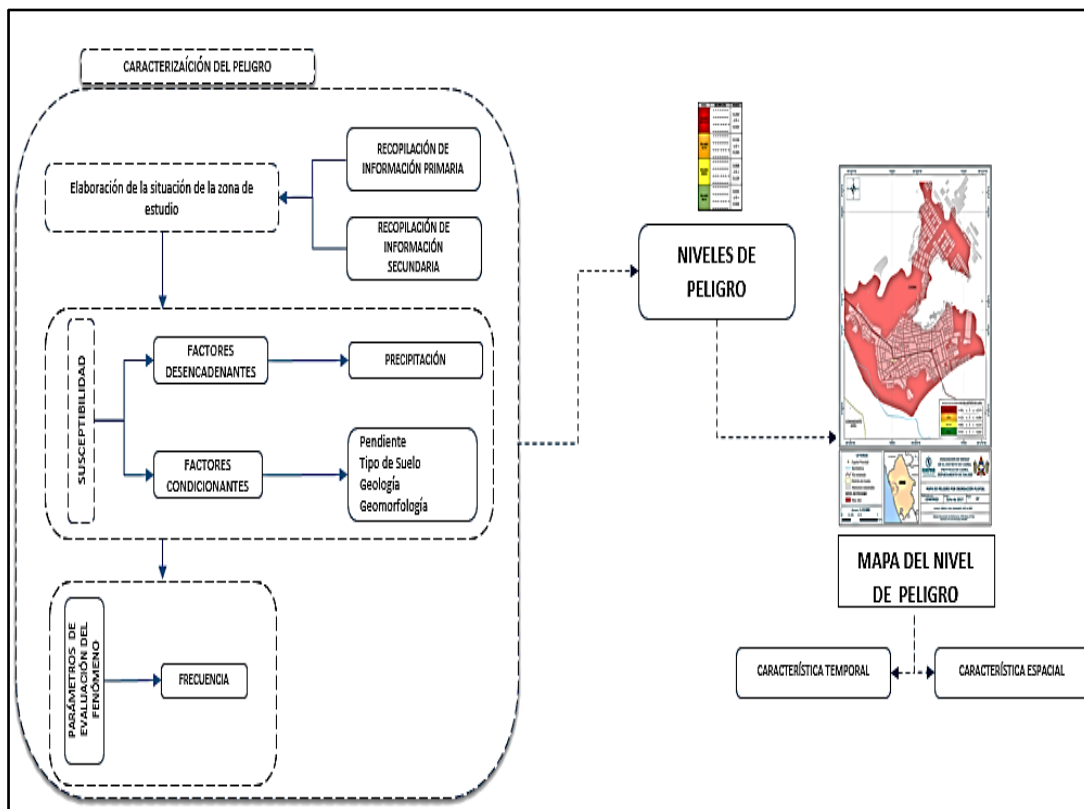 CARACTERIZAÍCIÓN DEL PELIGRO
RECOPILACIÓN DE
INFORMACIÓN PRIMARIA
Elaboración de la situación de la zona de
estudio
RECOPILACIÓN DE
INFORMACIÓN
SECUNDARIA
SUSCEPTIBILIDAD
FACTORES
DESENCADENANTES
PRECIPITACIÓN
FACTORES
CONDICIONANTES
Pendiente
Tipo de Suelo
Geología
Geomorfología
PARÁMETROS DE
EVALUACIÓN DEL
FENÓMENO
FRECUENCIA
NIVELES DE
PELIGRO
MAPA DEL NIVEL
DE PELIGRO
CARACTERÍSTICA TEMPORAL
CARACTERÍSTICA ESPACIAL